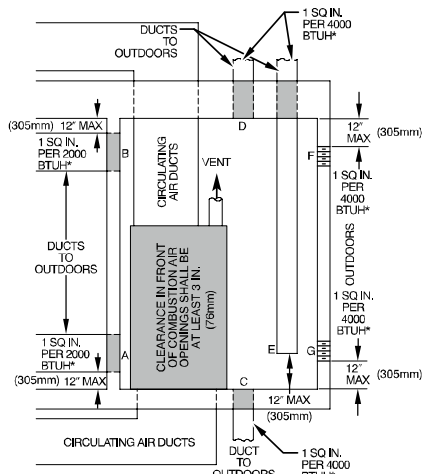 DUCTS
TO
OUTDOORS
1 SQ IN.
PER 4000
BTUH*
12" MAX
(305mm)
1 SQ IN.
PER 2000
BTUH*
B
D
CIRCULATING
AIR DUCTS
VENT
F
12"
MAX
(305mm)
1 SQ IN.
PER
4000
BTUH*
DUCTS
TO
OUTDOORS
CLEARANCE IN FRONT
OF COMBUSTION AIR
OPENINGS SHALL BE
AT LEAST 3 IN.
(76mm)
OUTDOORS
1 SQ IN.
PER
4000
BTUH*
1 SQ IN.
PER 2000
BTUH*
A
E
G
(305mm)
12" MAX
C
12" MAX
(305mm)
12"
MAX
(305mm)
CIRCULATING AIR DUCTS
DUCT
TO
OUTDOORS
1 SQ IN.
PER 4000
BTUH*